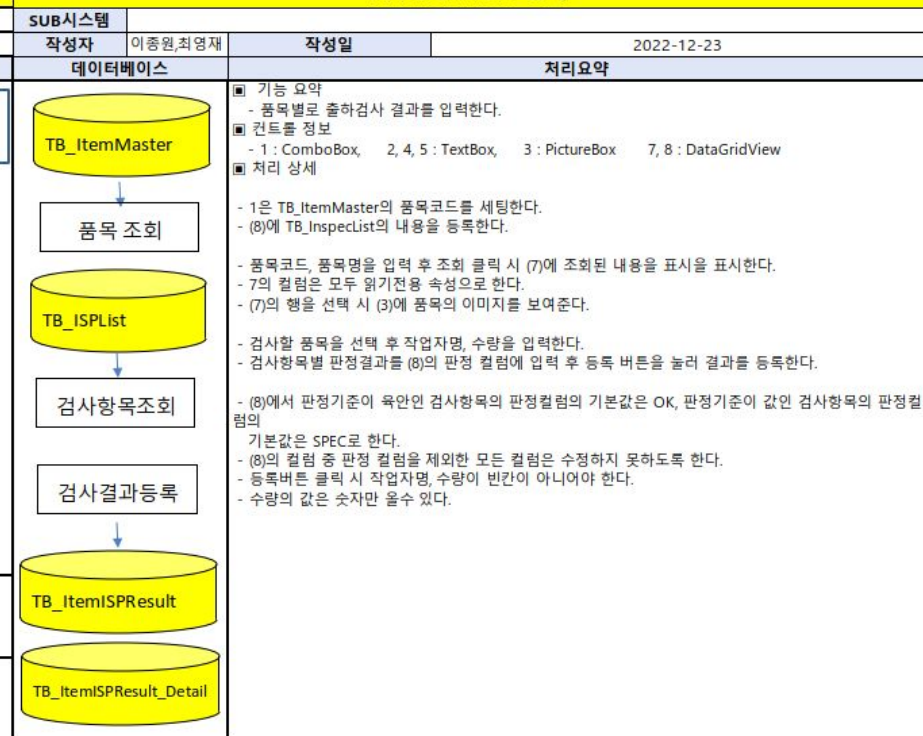 SUB시스템
작성자 이종원,최영재 작성일 2022-12-23
데이터베이스 처리요약
TB_ItemMaster
품목 조회
TB_ISPList
검사항목조회
검사결과등록
TB_ItemISPResult
TB_ItemISPResult_Detail
▣ 기능 요약
- 품목별로 출하검사 결과를 입력한다.
▣ 컨트롤 정보
- 1 : ComboBox, 2, 4, 5 : TextBox, 3 : PictureBox 7, 8 : DataGridView
▣ 처리 상세
- 1은 TB_ItemMaster의 품목코드를 세팅한다.
- (8)에 TB_InspecList의 내용을 등록한다.
- 품목코드, 품목명을 입력 후 조회 클릭 시 (7)에 조회된 내용을 표시을 표시한다.
- 7의 컬럼은 모두 읽기전용 속성으로 한다.
- (7)의 행을 선택 시 (3)에 품목의 이미지를 보여준다.
- 검사할 품목을 선택 후 작업자명, 수량을 입력한다.
- 검사항목별 판정결과를 (8)의 판정 컬럼에 입력 후 등록 버튼을 눌러 결과를 등록한다.
- (8)에서 판정기준이 육안인 검사항목의 판정컬럼의 기본값은 OK, 판정기준이 값인 검사항목의 판정컬
럼의
기본값은 SPEC로 한다.
- (8)의 컬럼 중 판정 컬럼을 제외한 모든 컬럼은 수정하지 못하도록 한다.
- 등록버튼 클릭 시 작업자명, 수량이 빈칸이 아니어야 한다.
- 수량의 값은 숫자만 올수 있다.